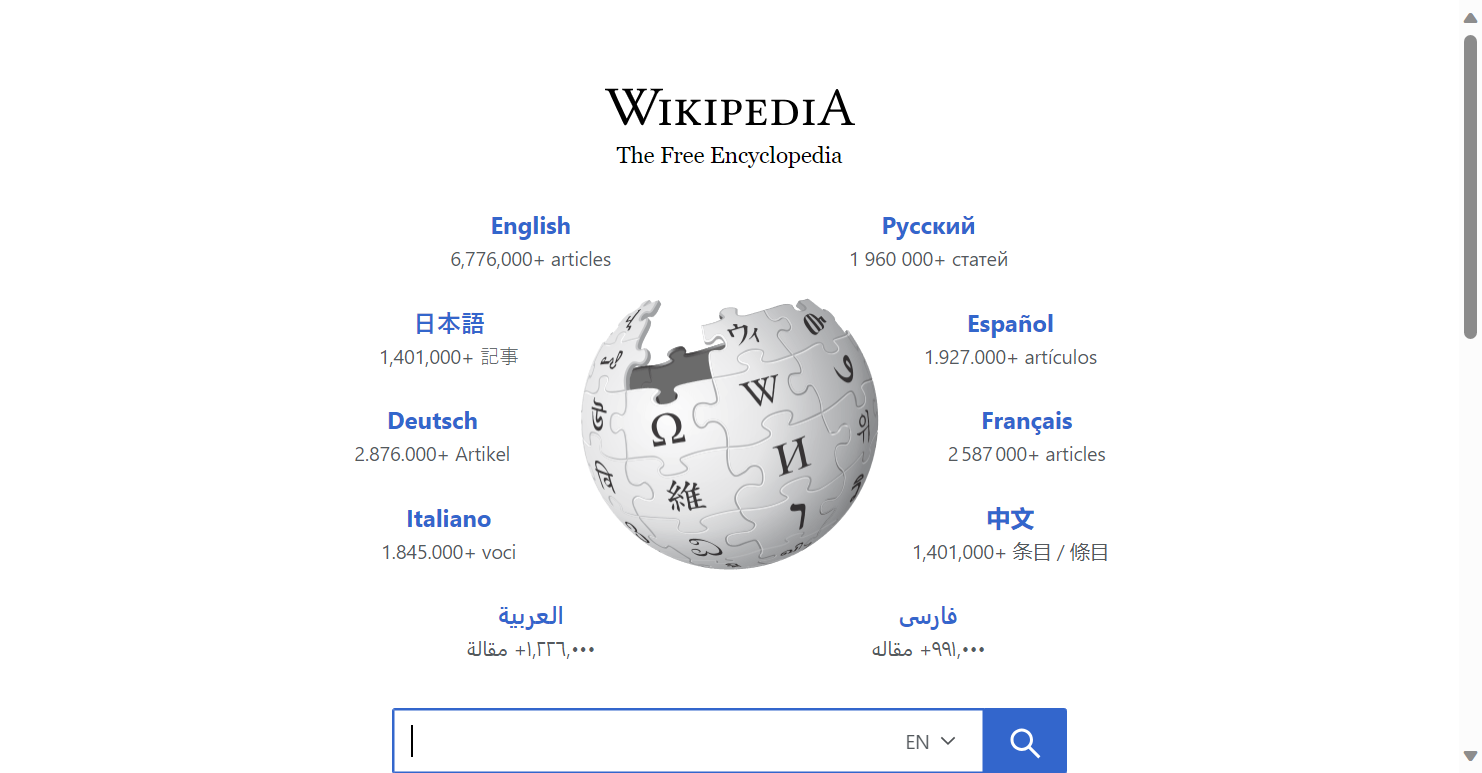 WIKIPEDIA
The Free Encyclopedia
English
6,776,000+ articles
Русский
1 960 000+ статей
日本語
1,401,000+ 記事
Español
1.927.000+ artículos
Deutsch
2.876.000+ Artikel
Français
2 587 000+ articles
Italiano
1.845.000+ voci
中文
1,401,000+ 条目 / 條目
العربية
١٬٢٢٦٬٠٠٠+ مقالة
فارسی
۹۹۱٬۰۰۰+ مقاله
ウィ
W
Ω
И
維
EN